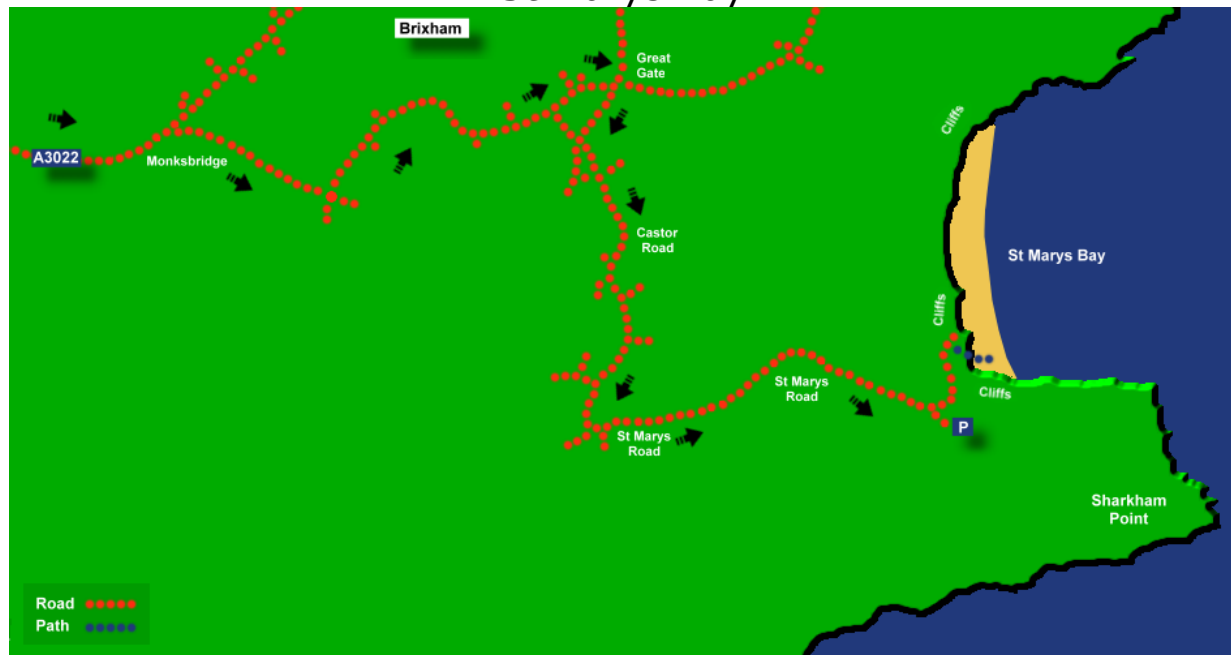 Brixham
Great
Gate
Cliffs
A3022
Monksbridge
Castor
Road
St Marys Bay
Cliffs
St Marys
Road
Cliffs
St Marys
Road
P
Sharkham
Point
Road
Path